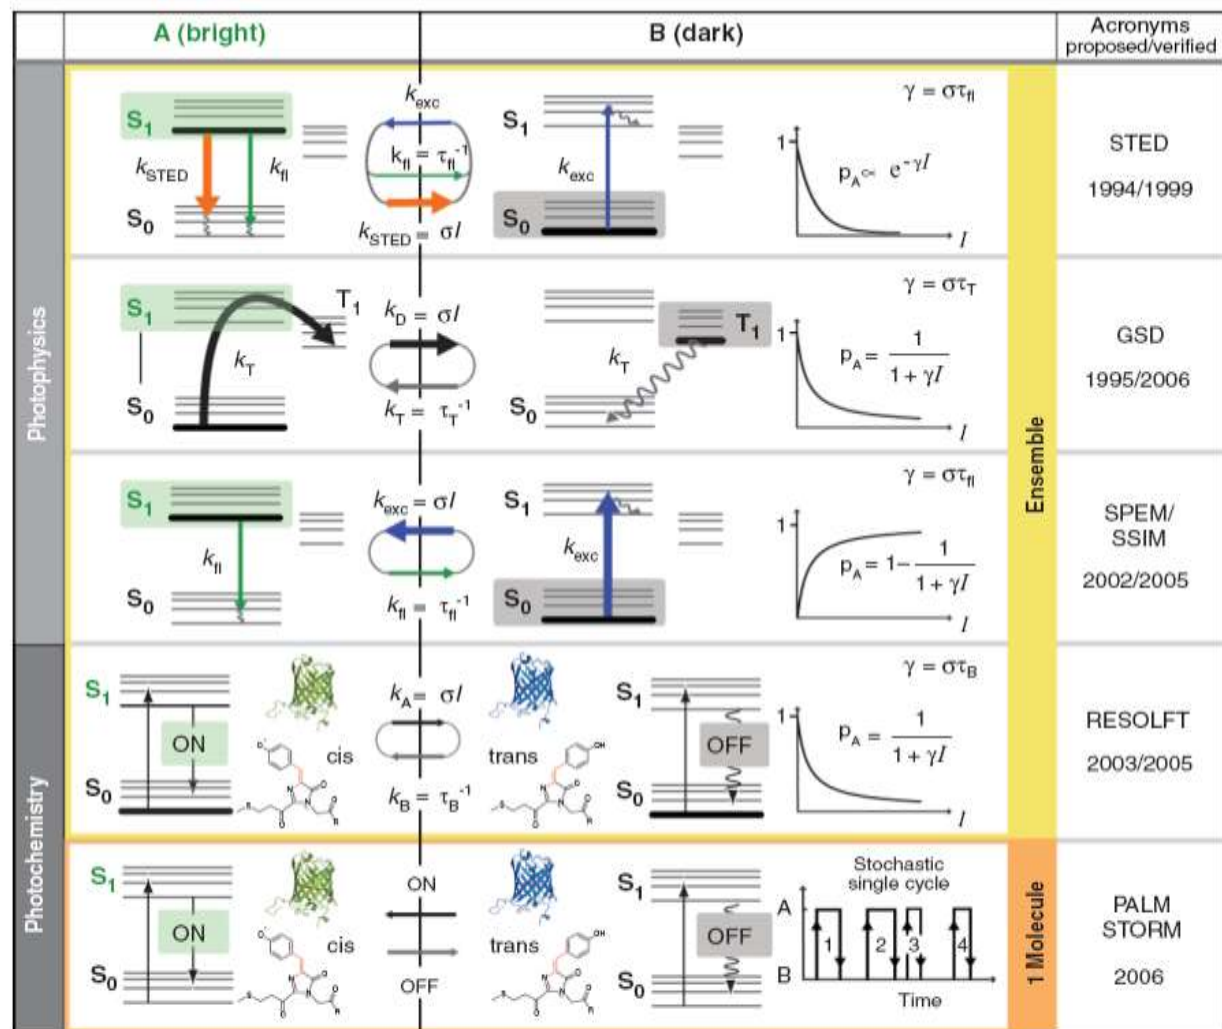 A (bright)
B (dark)
Acronyms
proposed/verified
Photophysics
S1
kSTED
kfl
S0
kexc
kfl = τfl-1
kSTED = σI
S1
kexc
S0
γ = στfl
1
pA∝ e-γI
I
STED
1994/1999
S1
T1
kT
S0
kD = σI
kT = τT-1
T1
kT
S0
γ = στT
1
pA = 1 / 1 + γI
I
GSD
1995/2006
S1
kfl
S0
kexc = σI
kfl = τfl-1
S1
kexc
S0
γ = στfl
1
pA = 1- 1 / 1 + γI
I
SPEM/
SSIM
2002/2005
Ensemble
Photochemistry
S1
ON
S0
cis
kA = σI
kB = τB-1
trans
OH
S1
OFF
S0
γ = στB
1
pA = 1 / 1 + γI
I
RESOLFT
2003/2005
S1
ON
S0
cis
ON
OFF
trans
OH
S1
OFF
S0
Stochastic
single cycle
A
B
1 2 3 4
Time
1 Molecule
PALM
STORM
2006